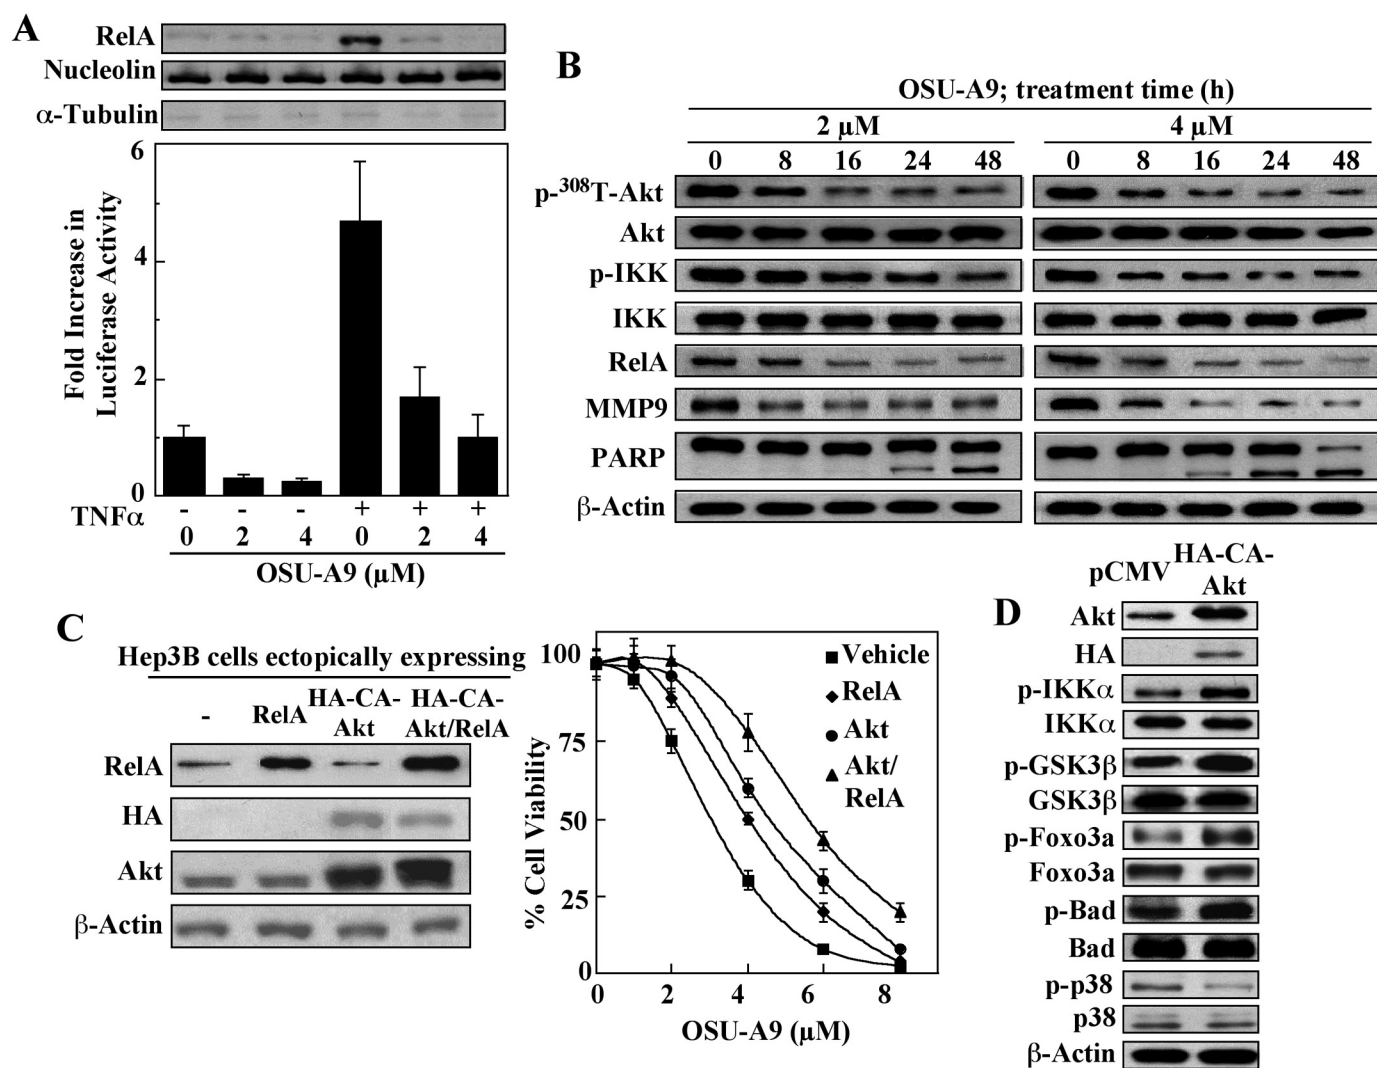 A
RelA
Nucleolin
α-Tubulin
6
4
2
0
Fold Increase in
Luciferase Activity
TNFα - - - + + +
0 2 4 0 2 4
OSU-A9 (µM)
B
OSU-A9; treatment time (h)
2 µM 4 µM
0 8 16 24 48 0 8 16 24 48
p-³⁰⁸T-Akt
Akt
p-IKK
IKK
RelA
MMP9
PARP
β-Actin
C
Hep3B cells ectopically expressing
- RelA HA-CA-Akt HA-CA-Akt/RelA
RelA
HA
Akt
β-Actin
100
75
50
25
0
% Cell Viability
0 2 4 6 8
OSU-A9 (µM)
Vehicle
RelA
Akt
Akt/
RelA
D
pCMV HA-CA-
Akt
Akt
HA
p-IKKα
IKKα
p-GSK3β
GSK3β
p-Foxo3a
Foxo3a
p-Bad
Bad
p-p38
p38
β-Actin